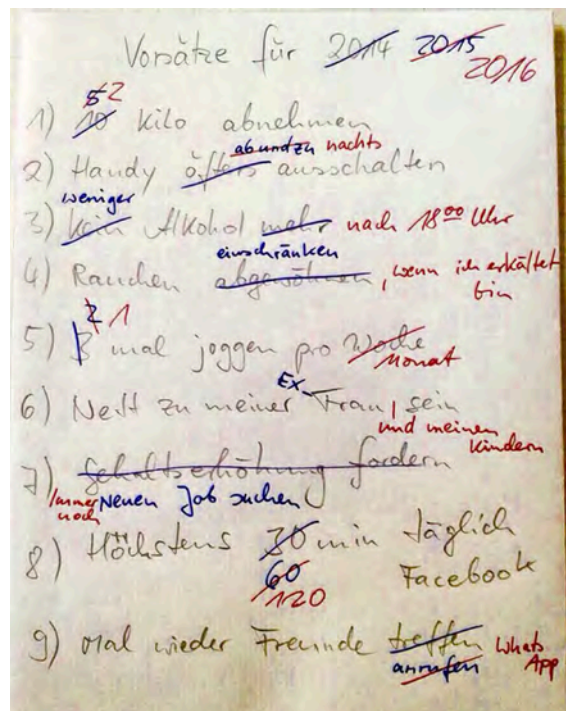 Vorsätze für 2014 2015
2016
5 2
1) 10 Kilo abnehmen
ab und zu nachts
2) Handy öfters ausschalten
weniger
3) Kein Alkohol mehr nach 18⁰⁰ Uhr
einschränken
4) Rauchen abgewöhnen, wenn ich erkältet
bin
2 1
5) 3 mal joggen pro Woche
Monat
Ex-
6) Nett zu meiner Frau sein
und meinen
Kindern
7) Gehaltserhöhung fordern
Immer
noch Neuen Job suchen
8) Höchstens 30 min täglich
60 Facebook
120
9) Mal wieder Freunde treffen Whats
anrufen App